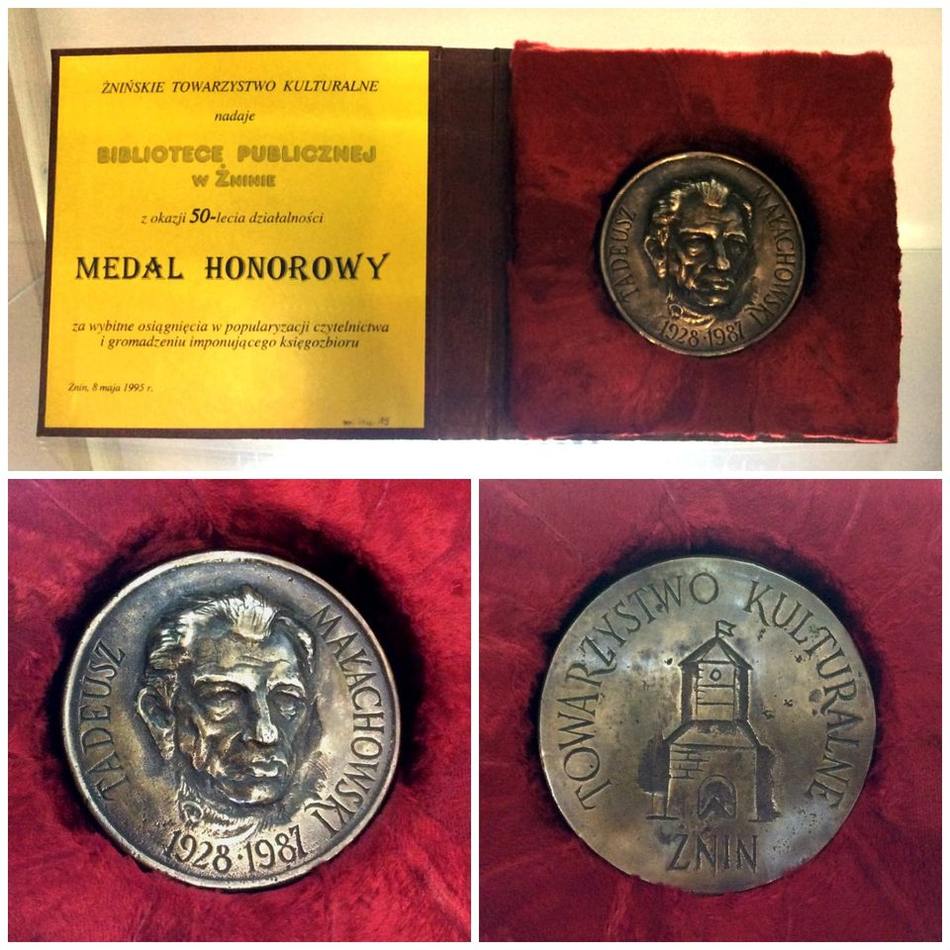 ŻNIŃSKIE TOWARZYSTWO KULTURALNE
nadaje
BIBLIOTECE PUBLICZNEJ
W ŻNINIE
z okazji 50-lecia działalności
MEDAL HONOROWY
za wybitne osiągnięcia w popularyzacji czytelnictwa
i gromadzeniu imponującego księgozbioru
Żnin, 8 maja 1995 r.
TADEUSZ MAŁACHOWSKI
1928·1987
TADEUSZ MAŁACHOWSKI
1928·1987
TOWARZYSTWO KULTURALNE
ŻNIN